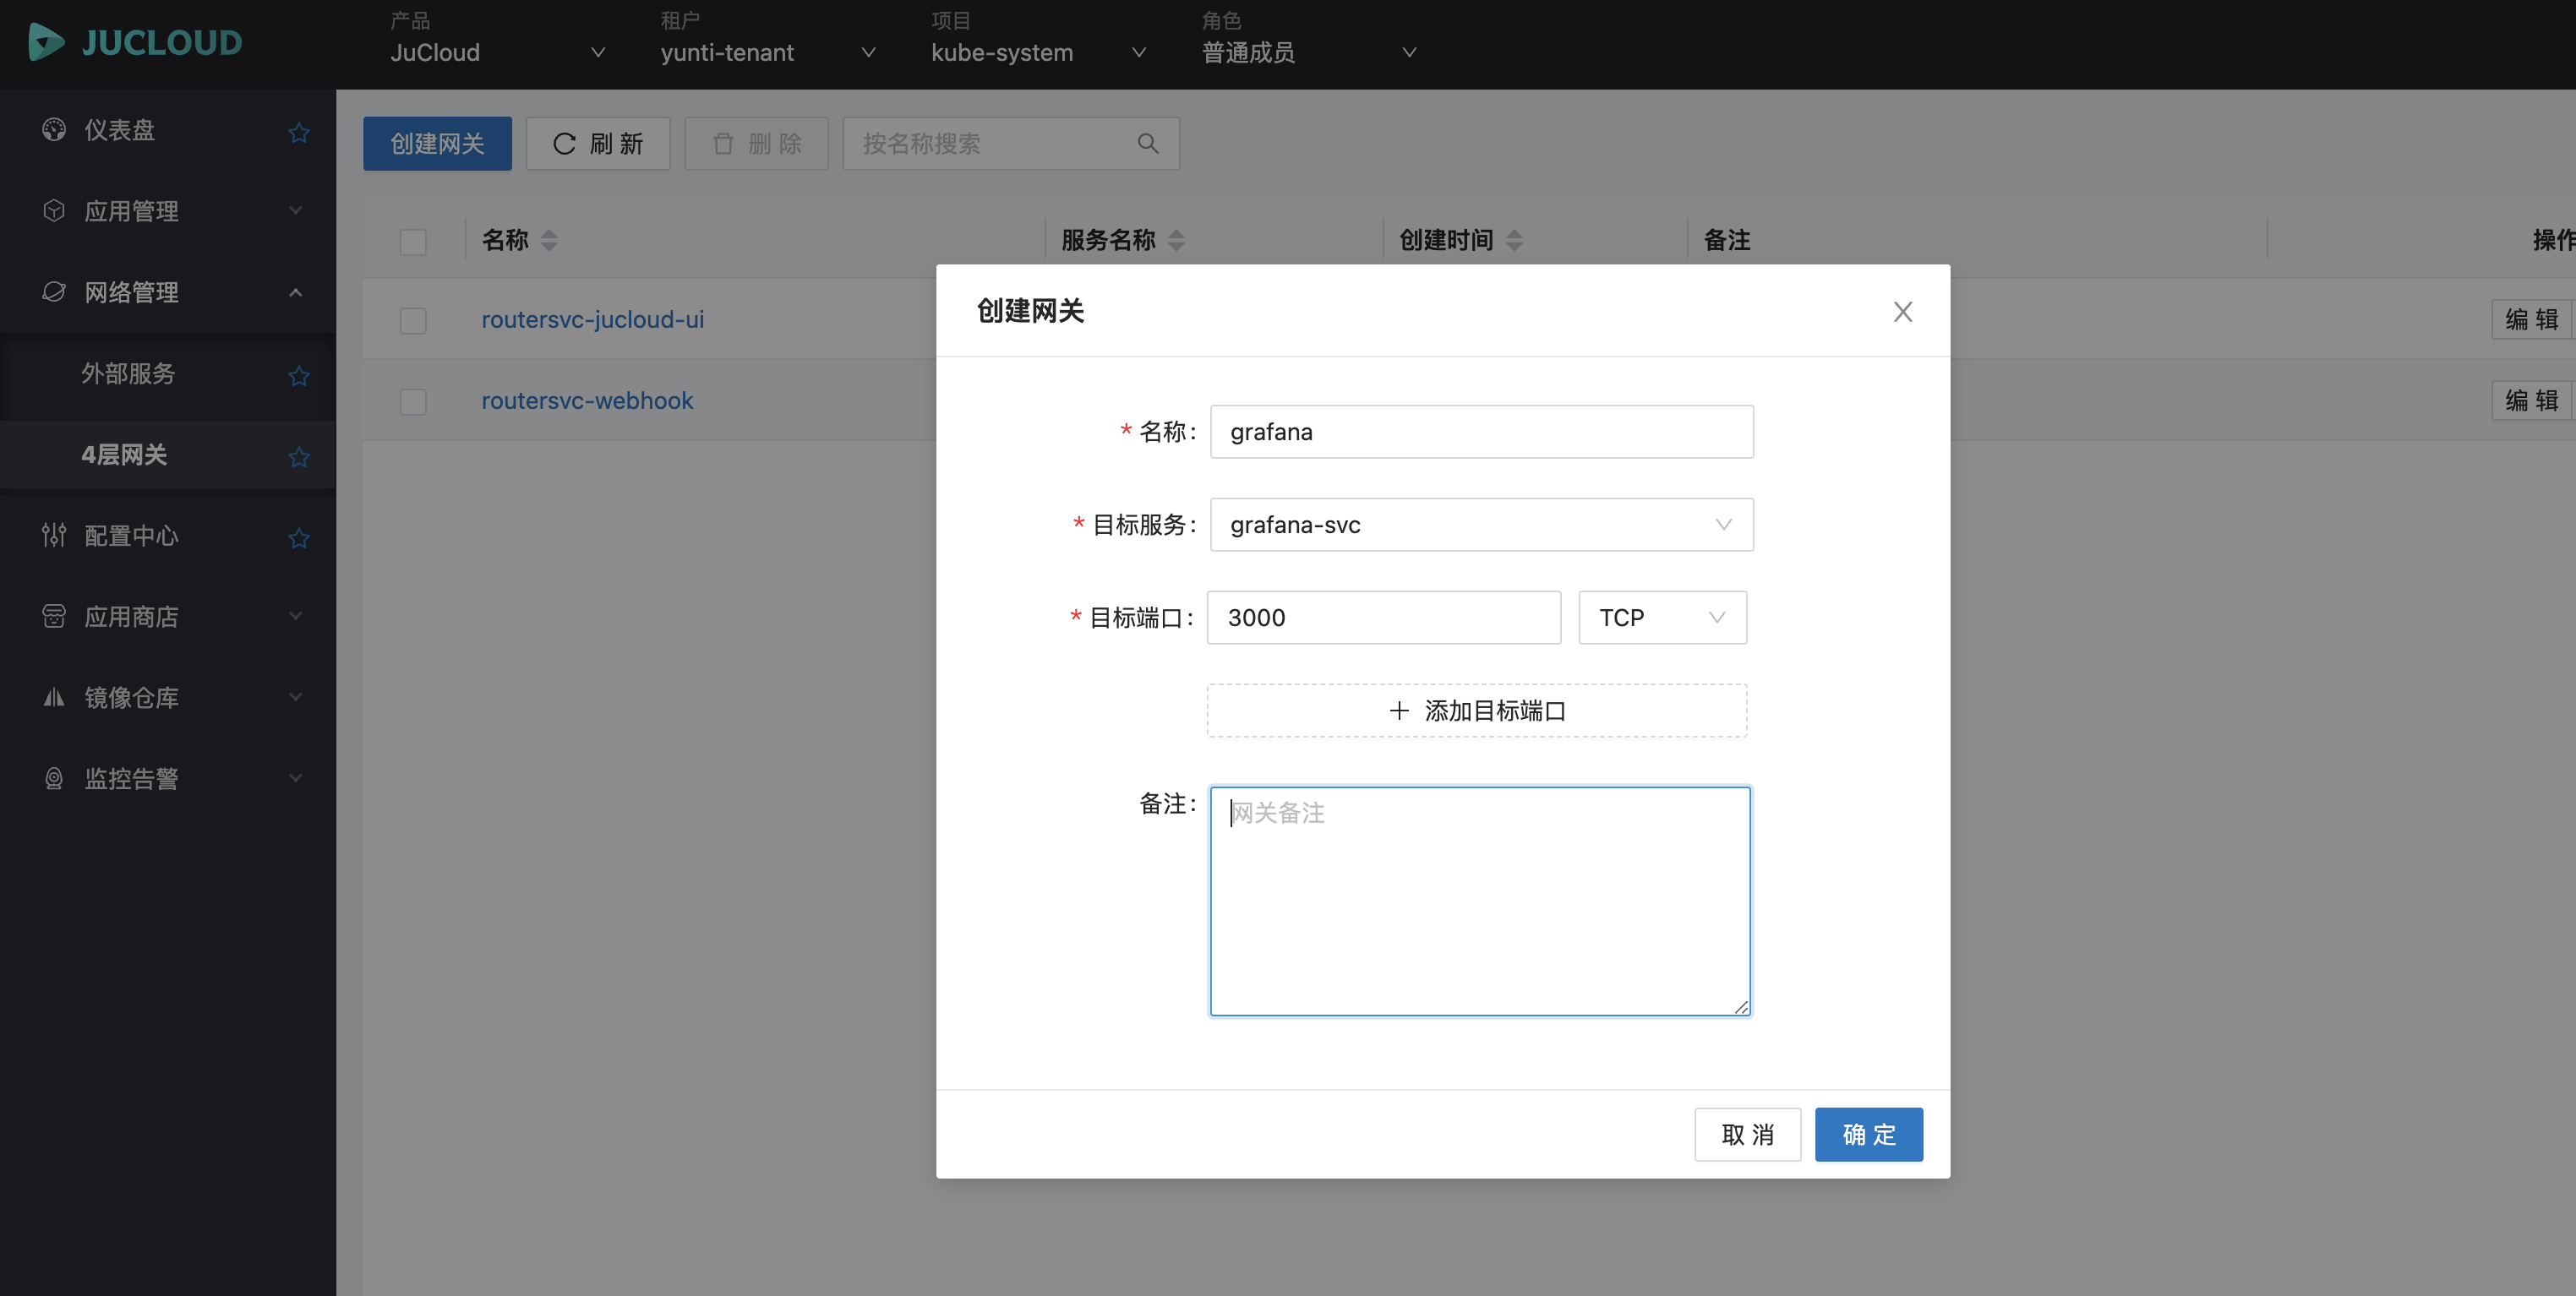 JUCLOUD
产品
JuCloud
租户
yunti-tenant
项目
kube-system
角色
普通成员
仪表盘
应用管理
网络管理
外部服务
4层网关
配置中心
应用商店
镜像仓库
监控告警
创建网关
刷 新
删 除
按名称搜索
名称
服务名称
创建时间
备注
操作
routersvc-jucloud-ui
编 辑
routersvc-webhook
编 辑
创建网关
* 名称:
grafana
* 目标服务:
grafana-svc
* 目标端口:
3000
TCP
+ 添加目标端口
备注:
网关备注
取 消
确 定